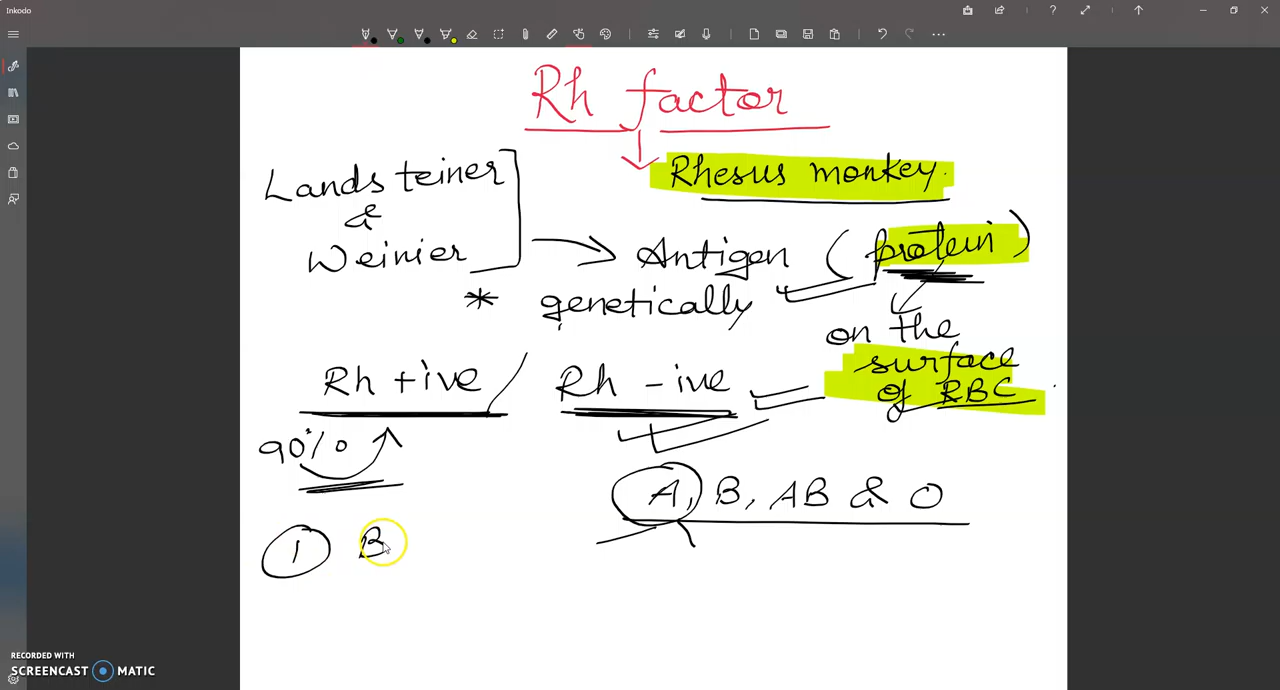 Inkodo
Rh factor
Rhesus monkey.
Landsteiner
&
Weinier
Antigen (protein)
* genetically
on the
surface
of RBC
Rh +ive / Rh -ive
90%
A, B, AB & O
1 B
RECORDED WITH
SCREENCAST MATIC